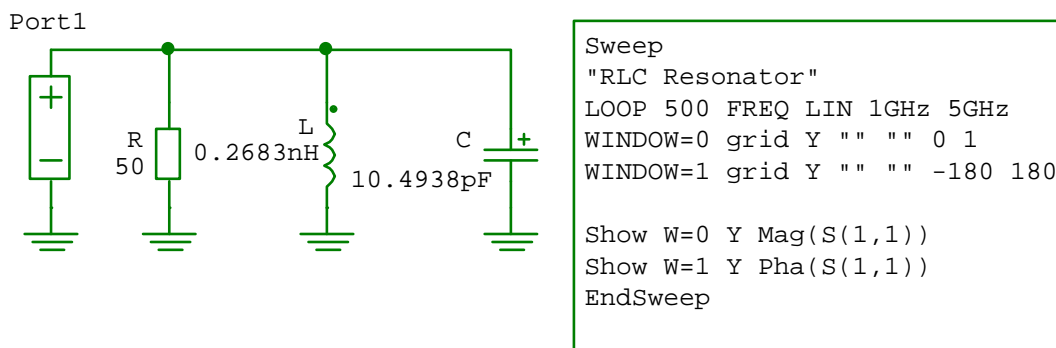 Port1
R
50
L
0.2683nH
C
10.4938pF
Sweep
"RLC Resonator"
LOOP 500 FREQ LIN 1GHz 5GHz
WINDOW=0 grid Y "" "" 0 1
WINDOW=1 grid Y "" "" -180 180
Show W=0 Y Mag(S(1,1))
Show W=1 Y Pha(S(1,1))
EndSweep